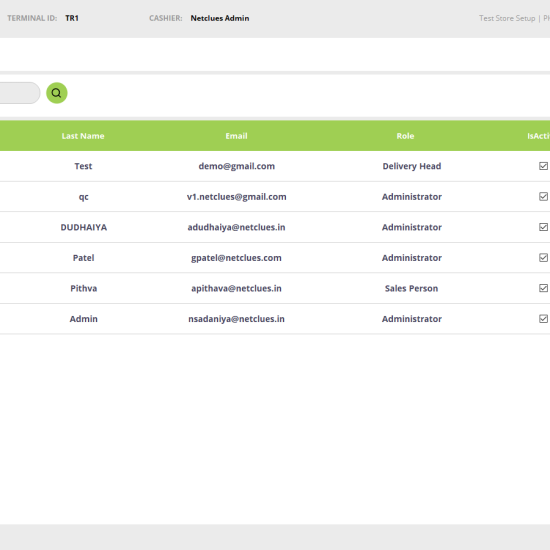 TERMINAL ID: TR1 CASHIER: Netclues Admin Test Store Setup |
Last Name Email Role
Test demo@gmail.com Delivery Head
qc v1.netclues@gmail.com Administrator
DUDHAIYA adudhaiya@netclues.in Administrator
Patel gpatel@netclues.com Administrator
Pithva apithava@netclues.in Sales Person
Admin nsadaniya@netclues.in Administrator